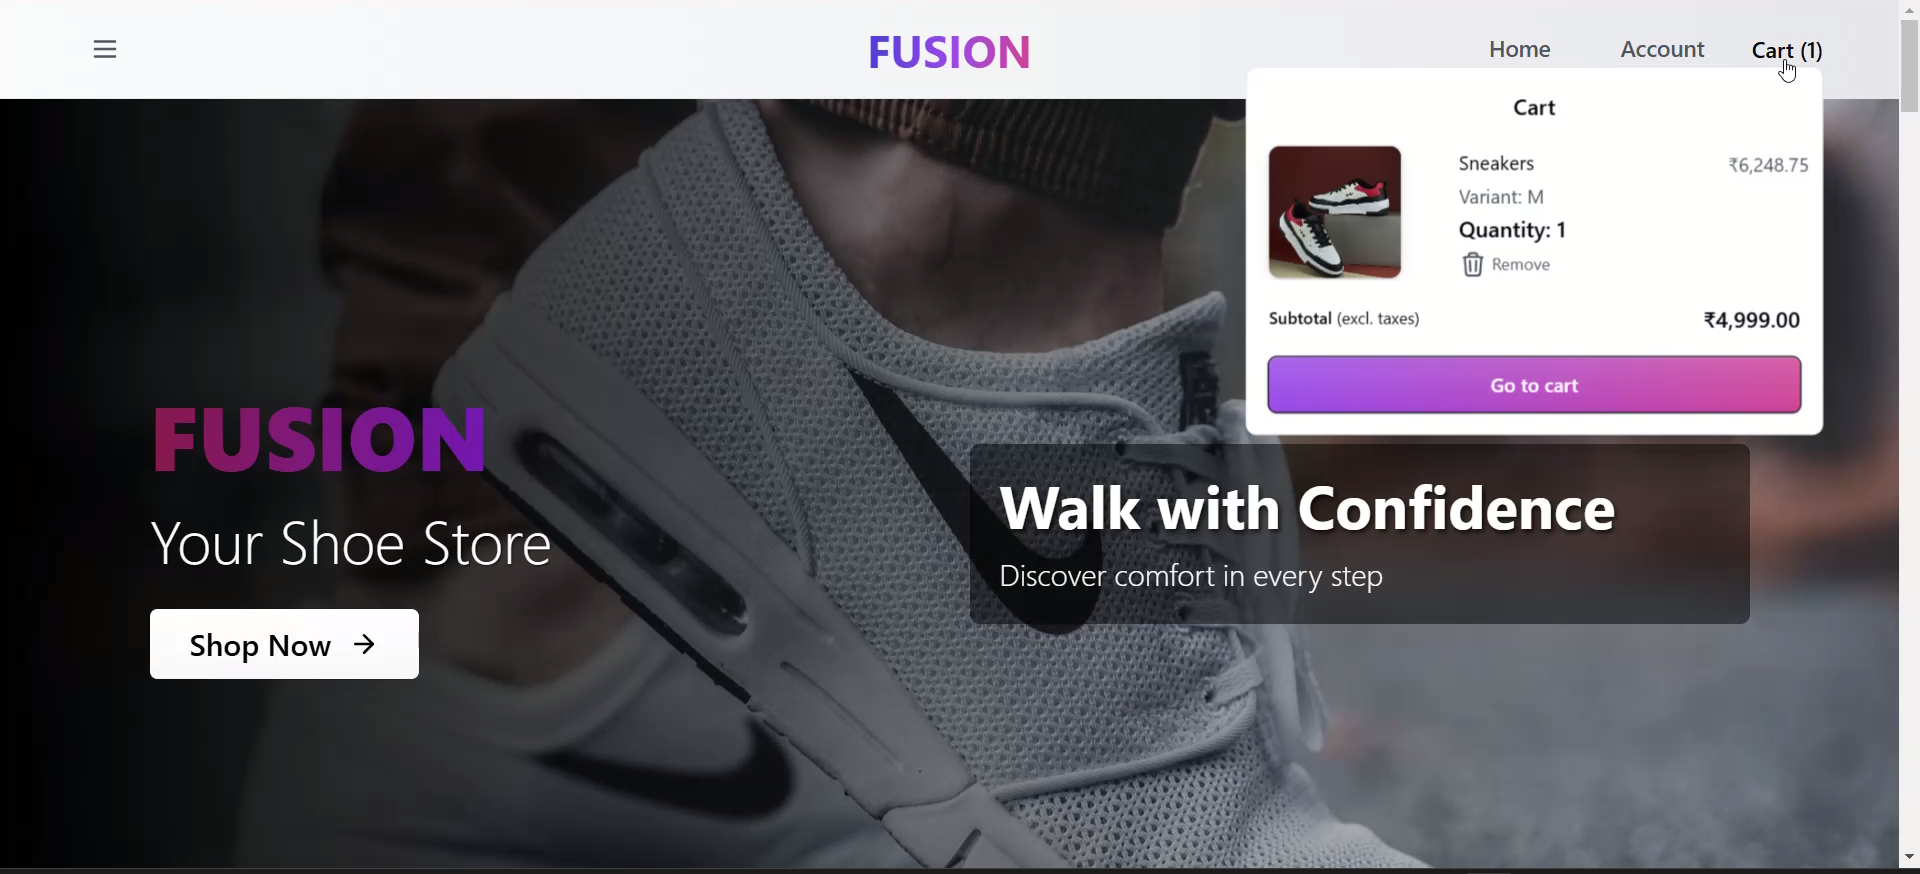 FUSION
Home
Account
Cart (1)
Cart
Sneakers
₹6,248.75
Variant: M
Quantity: 1
Remove
Subtotal (excl. taxes)
₹4,999.00
Go to cart
FUSION
Your Shoe Store
Shop Now
Walk with Confidence
Discover comfort in every step